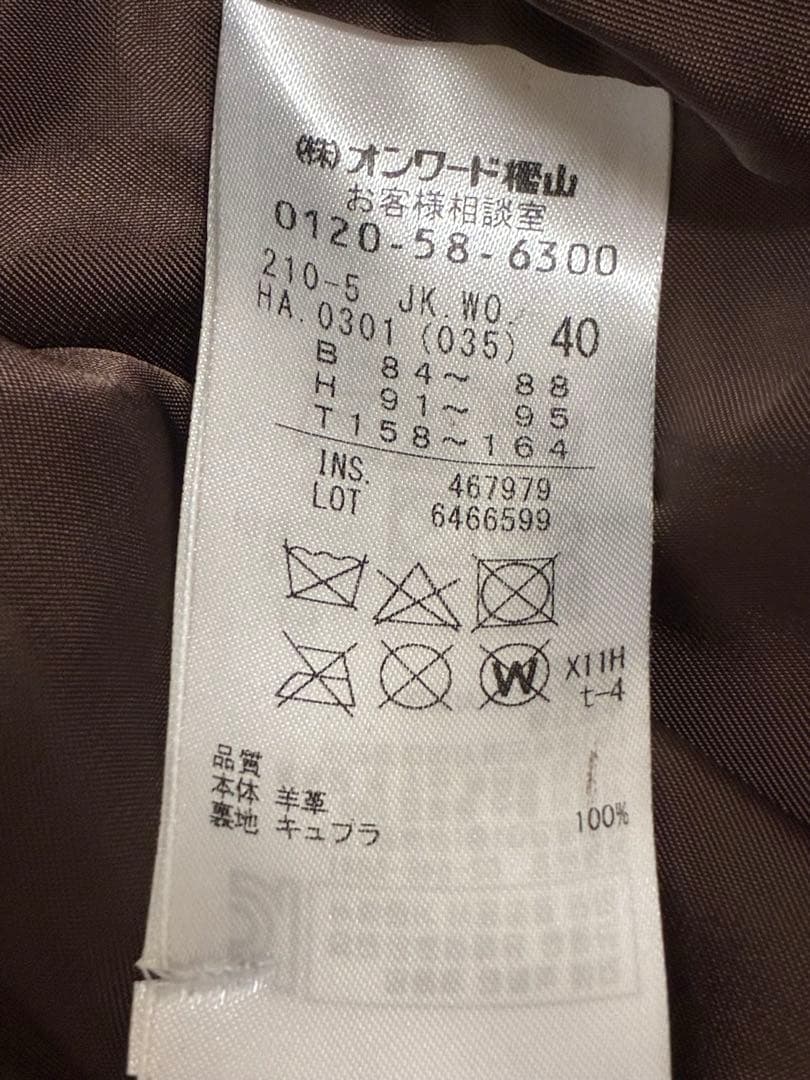 (株)オンワード樫山
お客様相談室
0120-58-6300
210-5 JK.WO.
HA.0301 (035) 40
B 84～ 88
H 91～ 95
T158～164
INS. 467979
LOT 6466599
W X11H
t-4
品質
本体 羊革
裏地 キュプラ 100%